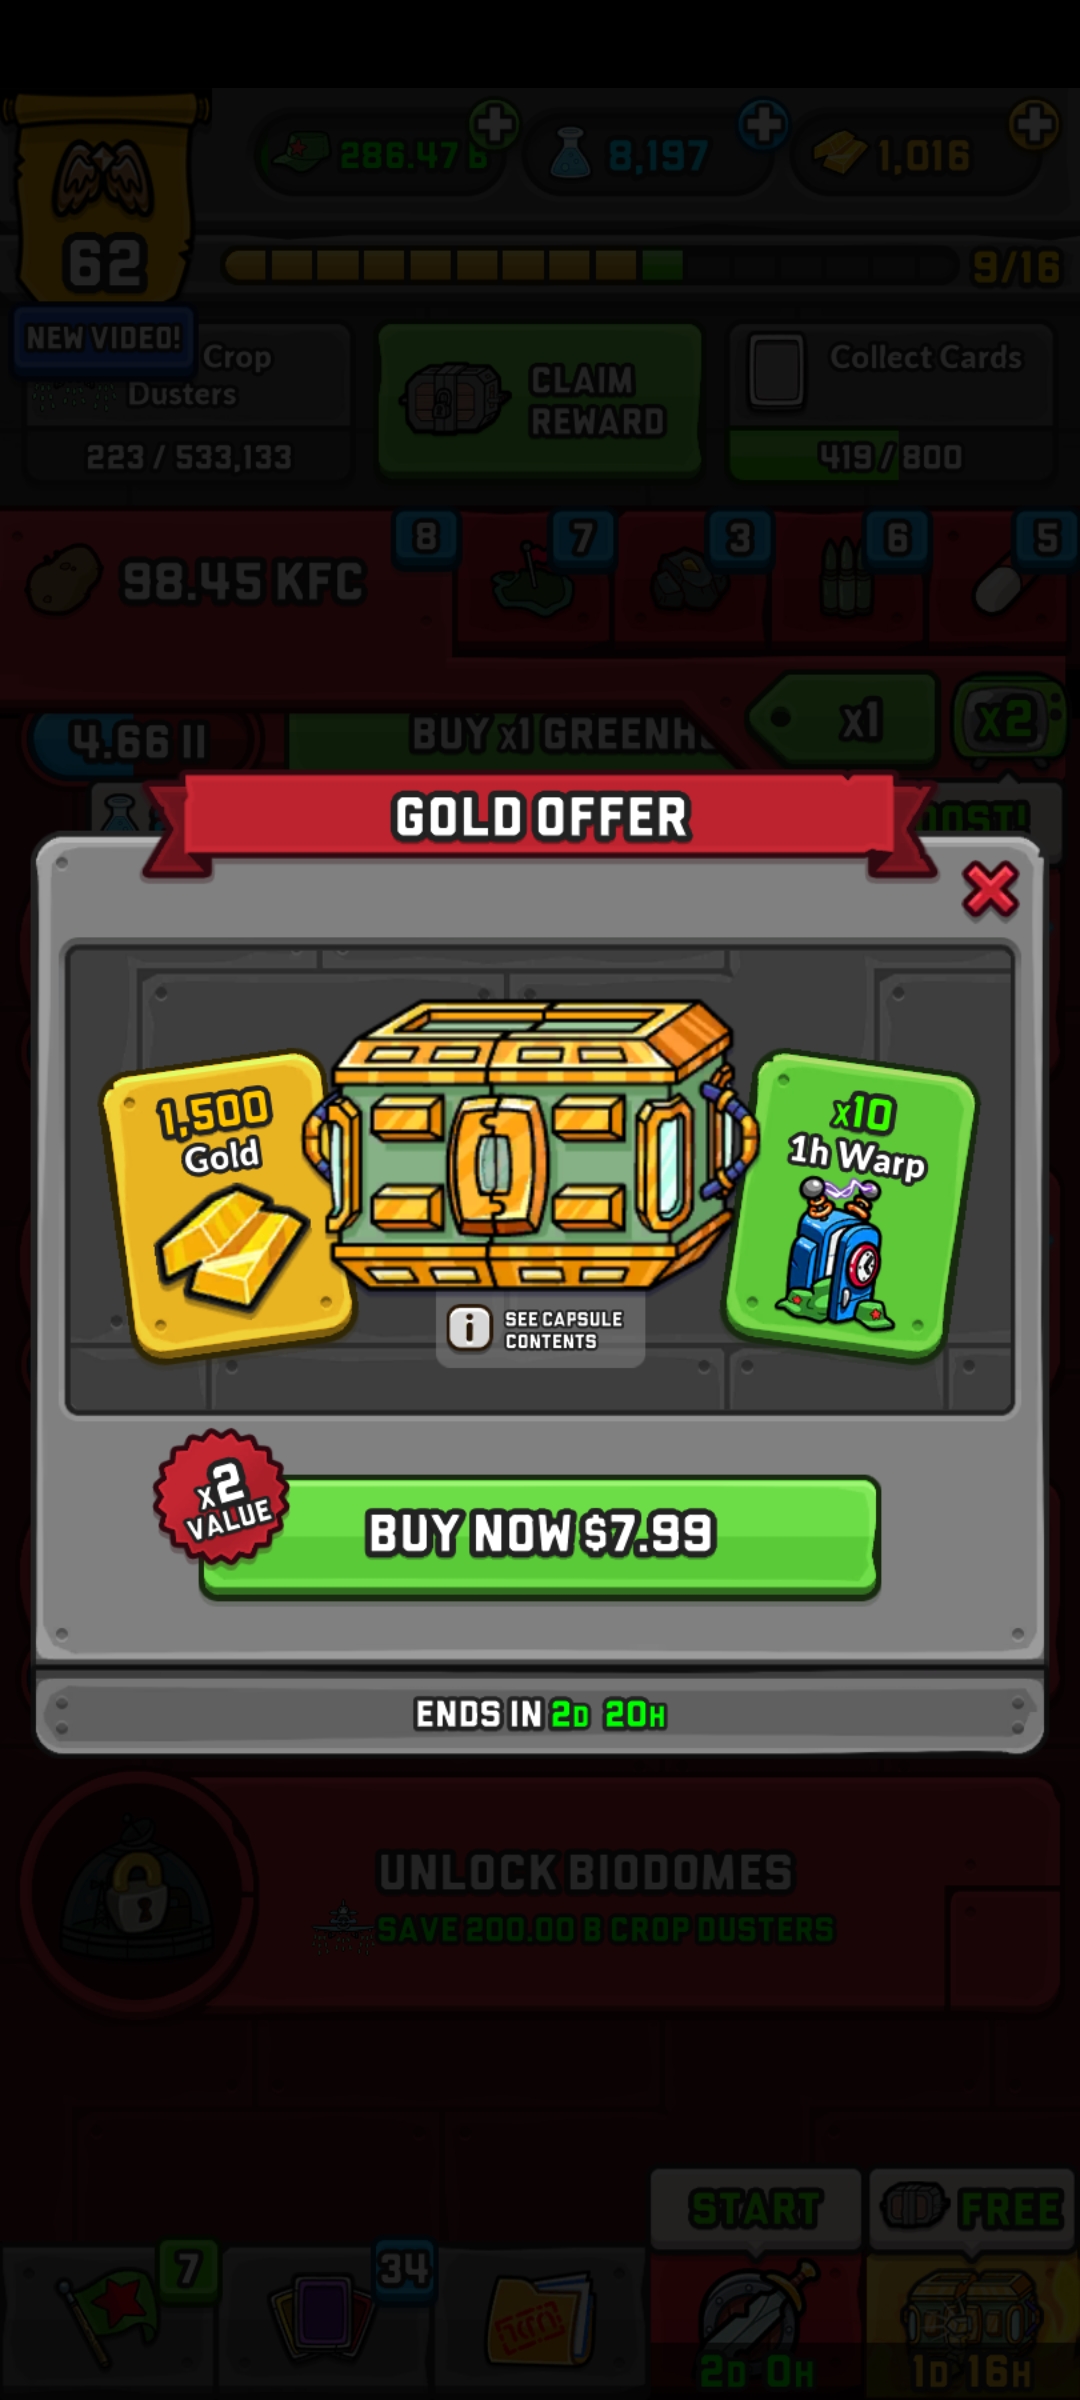 286.47 B
8,197
1,016
62
9/16
NEW VIDEO!
Crop
Dusters
223 / 533,133
CLAIM
REWARD
Collect Cards
419 / 800
98.45 KFC
8
7
3
6
5
4.66 II
BUY x1 GREENH
x1
x2
OST!
GOLD OFFER
1,500
Gold
x10
1h Warp
i
SEE CAPSULE
CONTENTS
x2
VALUE
BUY NOW $7.99
ENDS IN 2D 20H
UNLOCK BIODOMES
SAVE 200.00 B CROP DUSTERS
START
FREE
7
34
2D 0H
1D 16H